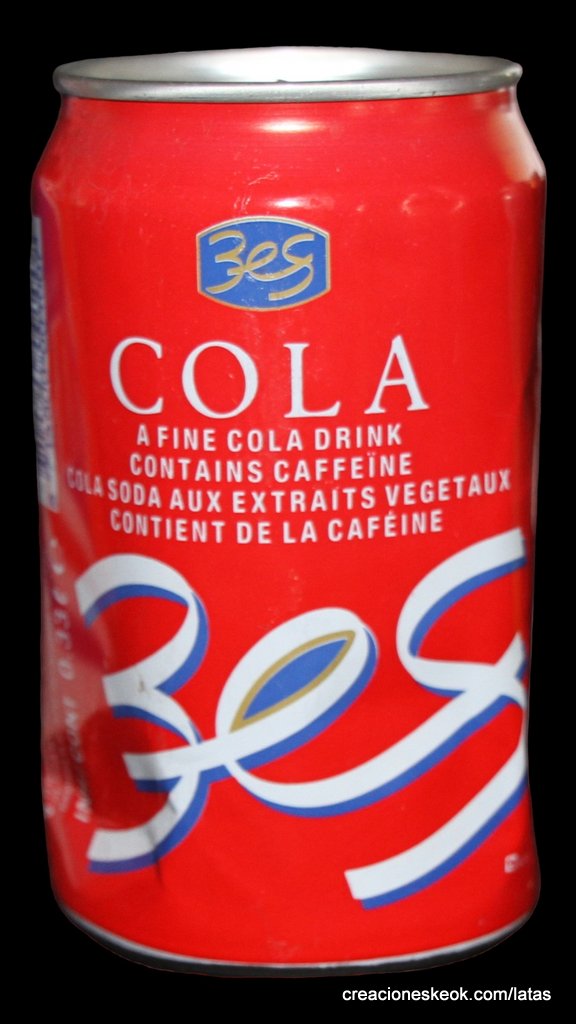 3es
COLA
A FINE COLA DRINK
CONTAINS CAFFEÏNE
COLA SODA AUX EXTRAITS VEGETAUX
CONTIENT DE LA CAFÉINE
3es
creacioneskeok.com/latas